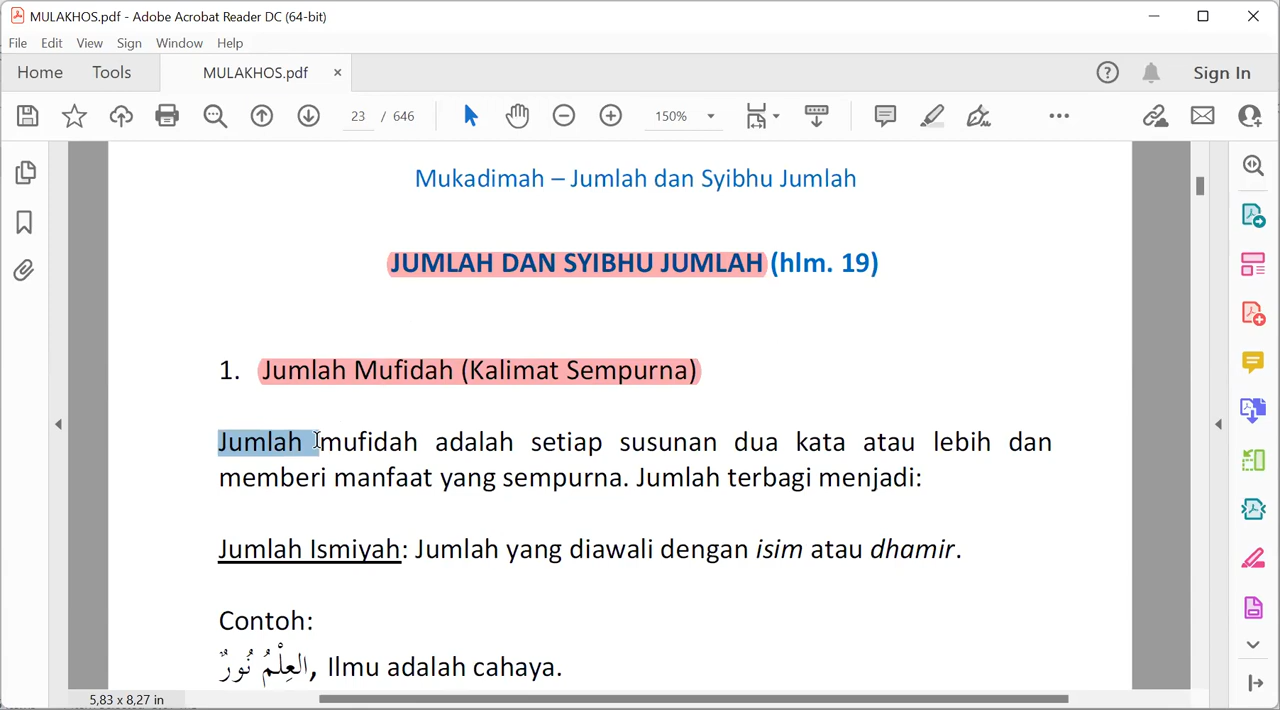 MULAKHOS.pdf - Adobe Acrobat Reader DC (64-bit)
File Edit View Sign Window Help
Home Tools MULAKHOS.pdf × Sign In
23 / 646 150%
Mukadimah – Jumlah dan Syibhu Jumlah
JUMLAH DAN SYIBHU JUMLAH (hlm. 19)
1. Jumlah Mufidah (Kalimat Sempurna)
Jumlah mufidah adalah setiap susunan dua kata atau lebih dan
memberi manfaat yang sempurna. Jumlah terbagi menjadi:
Jumlah Ismiyah: Jumlah yang diawali dengan isim atau dhamir.
Contoh:
العِلْمُ نُورٌ, Ilmu adalah cahaya.
5,83 x 8,27 in